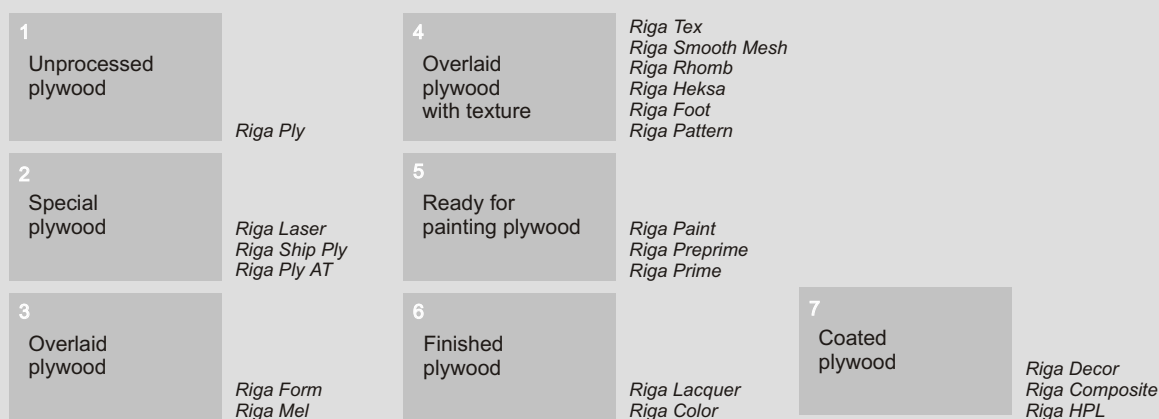 1
Unprocessed
plywood
Riga Ply
2
Special
plywood
Riga Laser
Riga Ship Ply
Riga Ply AT
3
Overlaid
plywood
Riga Form
Riga Mel
4
Overlaid
plywood
with texture
Riga Tex
Riga Smooth Mesh
Riga Rhomb
Riga Heksa
Riga Foot
Riga Pattern
5
Ready for
painting plywood
Riga Paint
Riga Preprime
Riga Prime
6
Finished
plywood
Riga Lacquer
Riga Color
7
Coated
plywood
Riga Decor
Riga Composite
Riga HPL